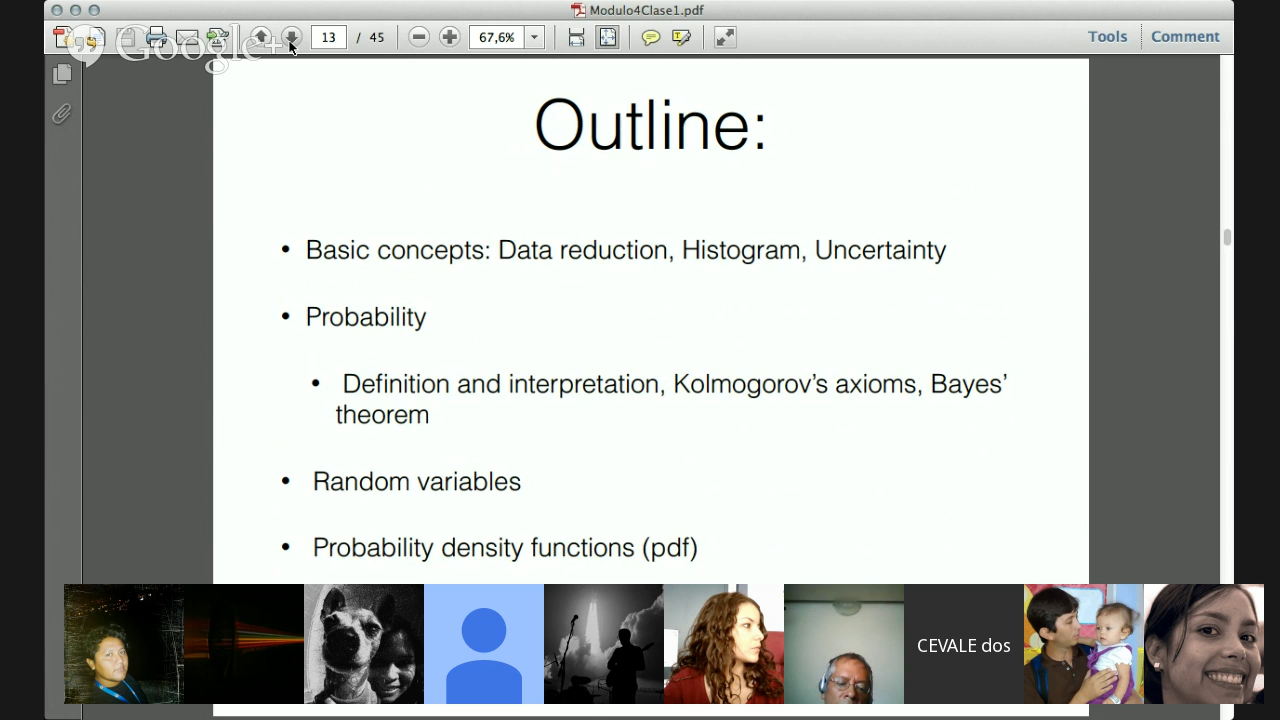 Modulo4Clase1.pdf
Google+
13 / 45
67,6%
Tools
Comment
Outline:
• Basic concepts: Data reduction, Histogram, Uncertainty
• Probability
• Definition and interpretation, Kolmogorov’s axioms, Bayes’
theorem
• Random variables
• Probability density functions (pdf)
CEVALE dos